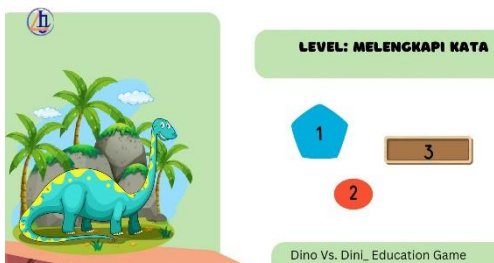 LEVEL: MELENGKAPI KATA
1
3
2
Dino Vs. Dini_ Education Game